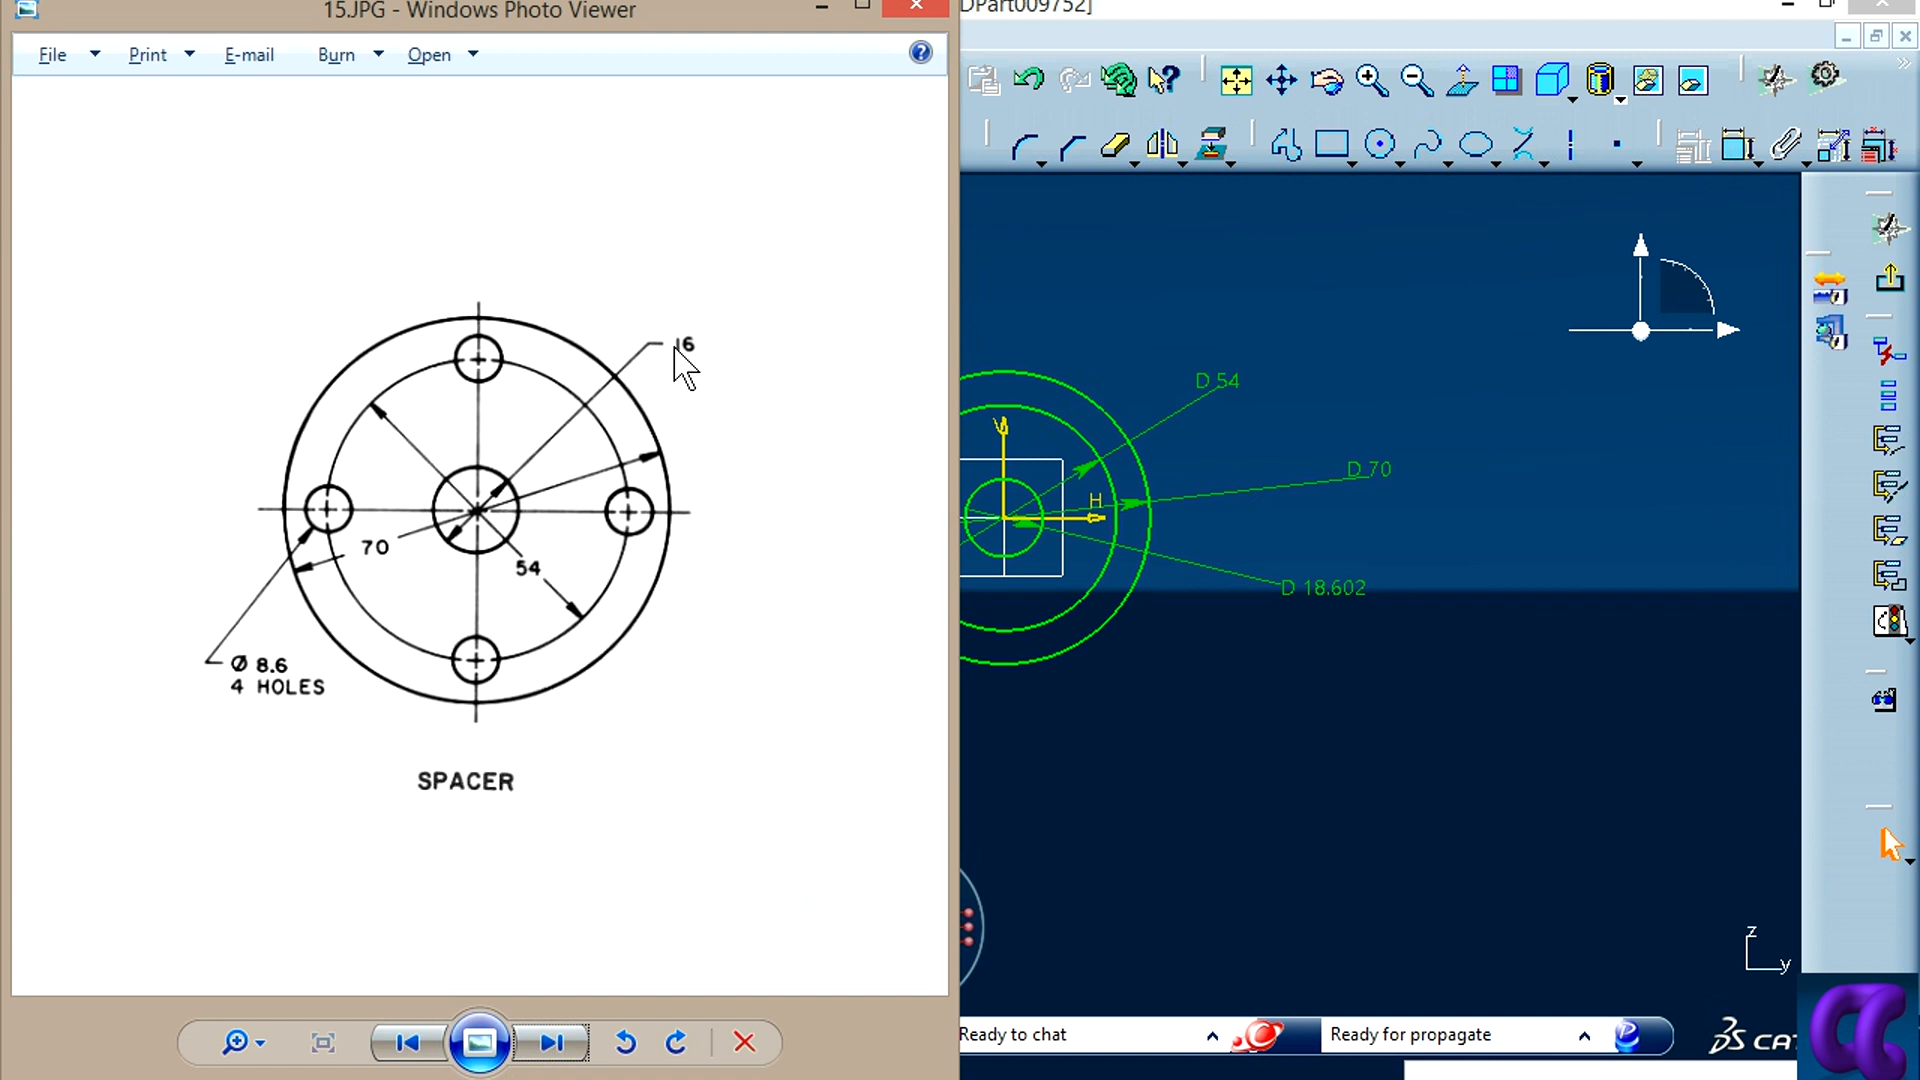 15.JPG - Windows Photo Viewer
DPart009752]
File
Print
E-mail
Burn
Open
16
70
54
Ø 8.6
4 HOLES
SPACER
D 54
D 70
D 18.602
V
H
z
y
Ready to chat
Ready for propagate